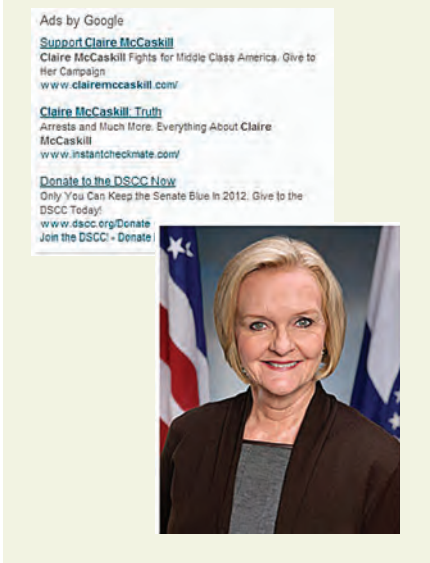 Ads by Google
Support Claire McCaskill
Claire McCaskill Fights for Middle Class America. Give to
Her Campaign
www.clairemccaskill.com/
Claire McCaskill: Truth
Arrests and Much More. Everything About Claire
McCaskill
www.instantcheckmate.com/
Donate to the DSCC Now
Only You Can Keep the Senate Blue In 2012. Give to the
DSCC Today!
www.dscc.org/Donate
Join the DSCC! - Donate